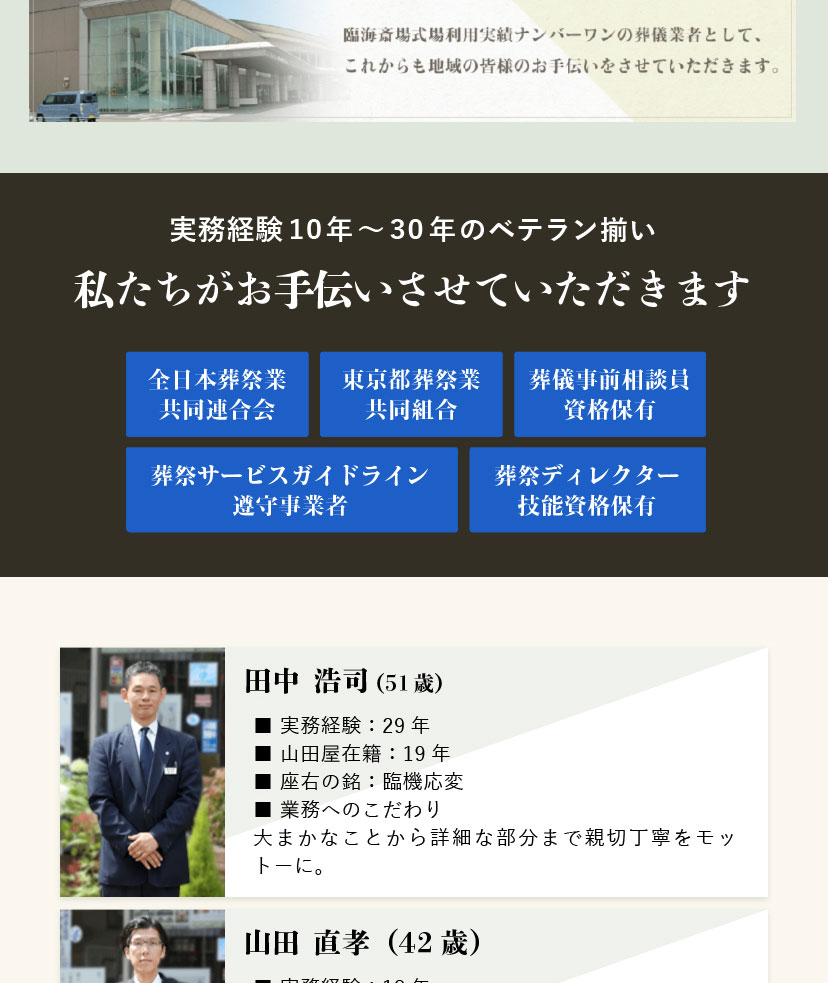 臨海斎場式場利用実績ナンバーワンの葬儀業者として、
これからも地域の皆様のお手伝いをさせていただきます。
実務経験10年～30年のベテラン揃い
私たちがお手伝いさせていただきます
全日本葬祭業
共同連合会
東京都葬祭業
共同組合
葬儀事前相談員
資格保有
葬祭サービスガイドライン
遵守事業者
葬祭ディレクター
技能資格保有
田中 浩司 (51歳)
■ 実務経験：29年
■ 山田屋在籍：19年
■ 座右の銘：臨機応変
■ 業務へのこだわり
大まかなことから詳細な部分まで親切丁寧をモッ
トーに。
山田 直孝（42歳）